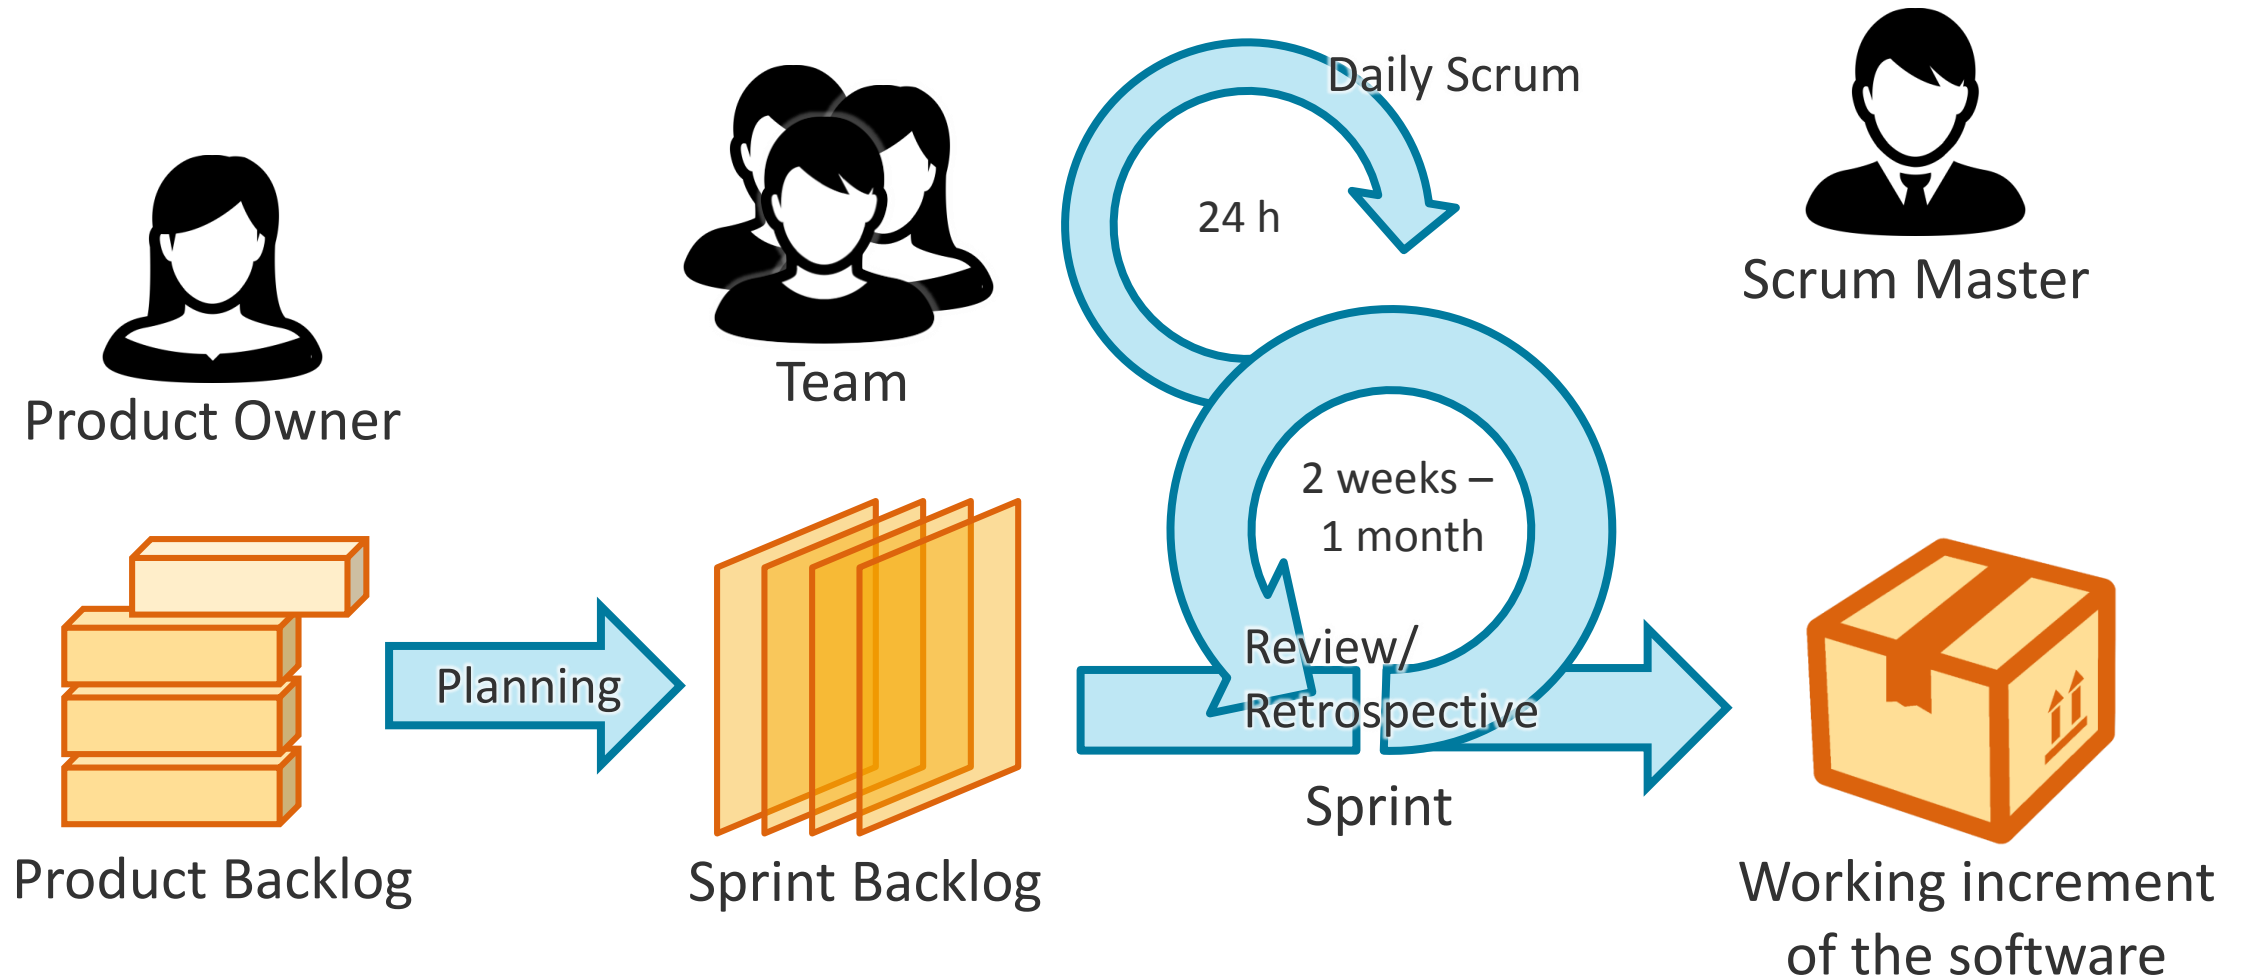 Daily Scrum
24 h
Scrum Master
Team
Product Owner
2 weeks –
1 month
Planning
Review/
Retrospective
Sprint
Product Backlog
Sprint Backlog
Working increment
of the software